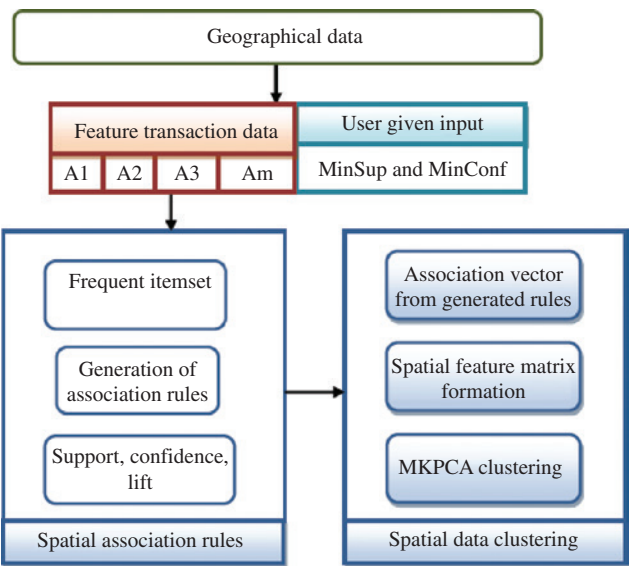 Geographical data
Feature transaction data
User given input
A1
A2
A3
Am
MinSup and MinConf
Frequent itemset
Generation of
association rules
Support, confidence,
lift
Spatial association rules
Association vector
from generated rules
Spatial feature matrix
formation
MKPCA clustering
Spatial data clustering